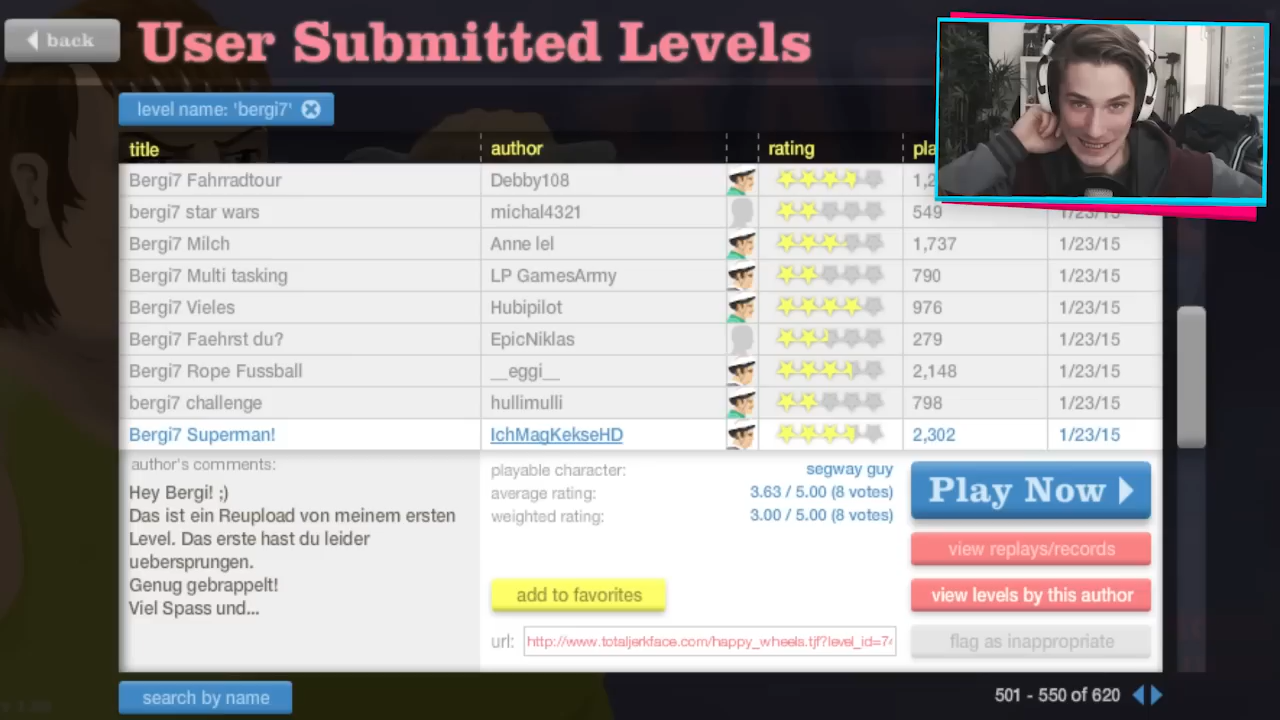 back
User Submitted Levels
level name: 'bergi7'
title author rating pla
Bergi7 Fahrradtour Debby108 1,2
bergi7 star wars michal4321 549 1/23/15
Bergi7 Milch Anne lel 1,737 1/23/15
Bergi7 Multi tasking LP GamesArmy 790 1/23/15
Bergi7 Vieles Hubipilot 976 1/23/15
Bergi7 Faehrst du? EpicNiklas 279 1/23/15
Bergi7 Rope Fussball __eggi__ 2,148 1/23/15
bergi7 challenge hullimulli 798 1/23/15
Bergi7 Superman! IchMagKekseHD 2,302 1/23/15
author's comments:
Hey Bergi! ;)
Das ist ein Reupload von meinem ersten
Level. Das erste hast du leider
uebersprungen.
Genug gebrappelt!
Viel Spass und...
playable character: segway guy
average rating: 3.63 / 5.00 (8 votes)
weighted rating: 3.00 / 5.00 (8 votes)
add to favorites
url: http://www.totaljerkface.com/happy_wheels.tjf?level_id=7
Play Now
view replays/records
view levels by this author
flag as inappropriate
search by name
501 - 550 of 620